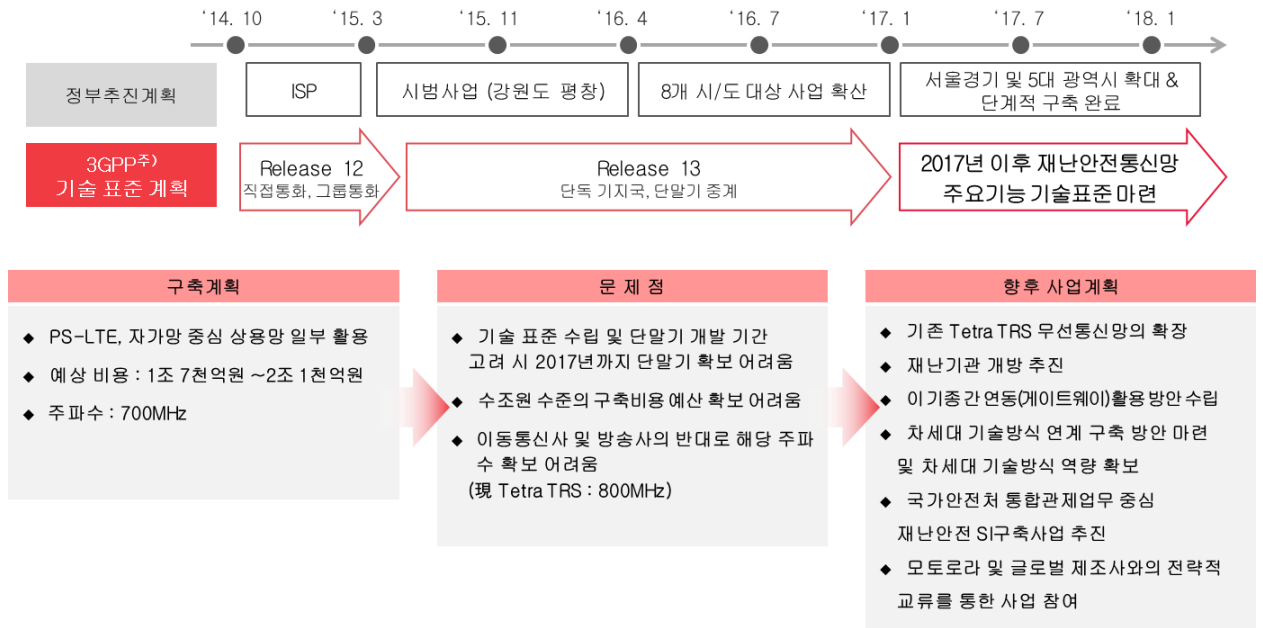 ‘14. 10 ‘15. 3 ‘15. 11 ‘16. 4 ‘16. 7 ‘17. 1 ‘17. 7 ‘18. 1
정부추진계획
ISP
시범사업 (강원도 평창)
8개 시/도 대상 사업 확산
서울경기 및 5대 광역시 확대 &
단계적 구축 완료
3GPP주)
기술 표준 계획
Release 12
직접통화, 그룹통화
Release 13
단독 기지국, 단말기 중계
2017년 이후 재난안전통신망
주요기능 기술표준 마련
구축계획
◆ PS-LTE, 자가망 중심 상용망 일부 활용
◆ 예상 비용 : 1조 7천억원 ~2조 1천억원
◆ 주파수 : 700MHz
문 제 점
◆ 기술 표준 수립 및 단말기 개발 기간
고려 시 2017년까지 단말기 확보 어려움
◆ 수조원 수준의 구축비용 예산 확보 어려움
◆ 이동통신사 및 방송사의 반대로 해당 주파
수 확보 어려움
(現 Tetra TRS : 800MHz)
향후 사업계획
◆ 기존 Tetra TRS 무선통신망의 확장
◆ 재난기관 개방 추진
◆ 이기종간 연동(게이트웨이)활용 방안 수립
◆ 차세대 기술방식 연계 구축 방안 마련
및 차세대 기술방식 역량 확보
◆ 국가안전처 통합관제업무 중심
재난안전 SI구축사업 추진
◆ 모토로라 및 글로벌 제조사와의 전략적
교류를 통한 사업 참여